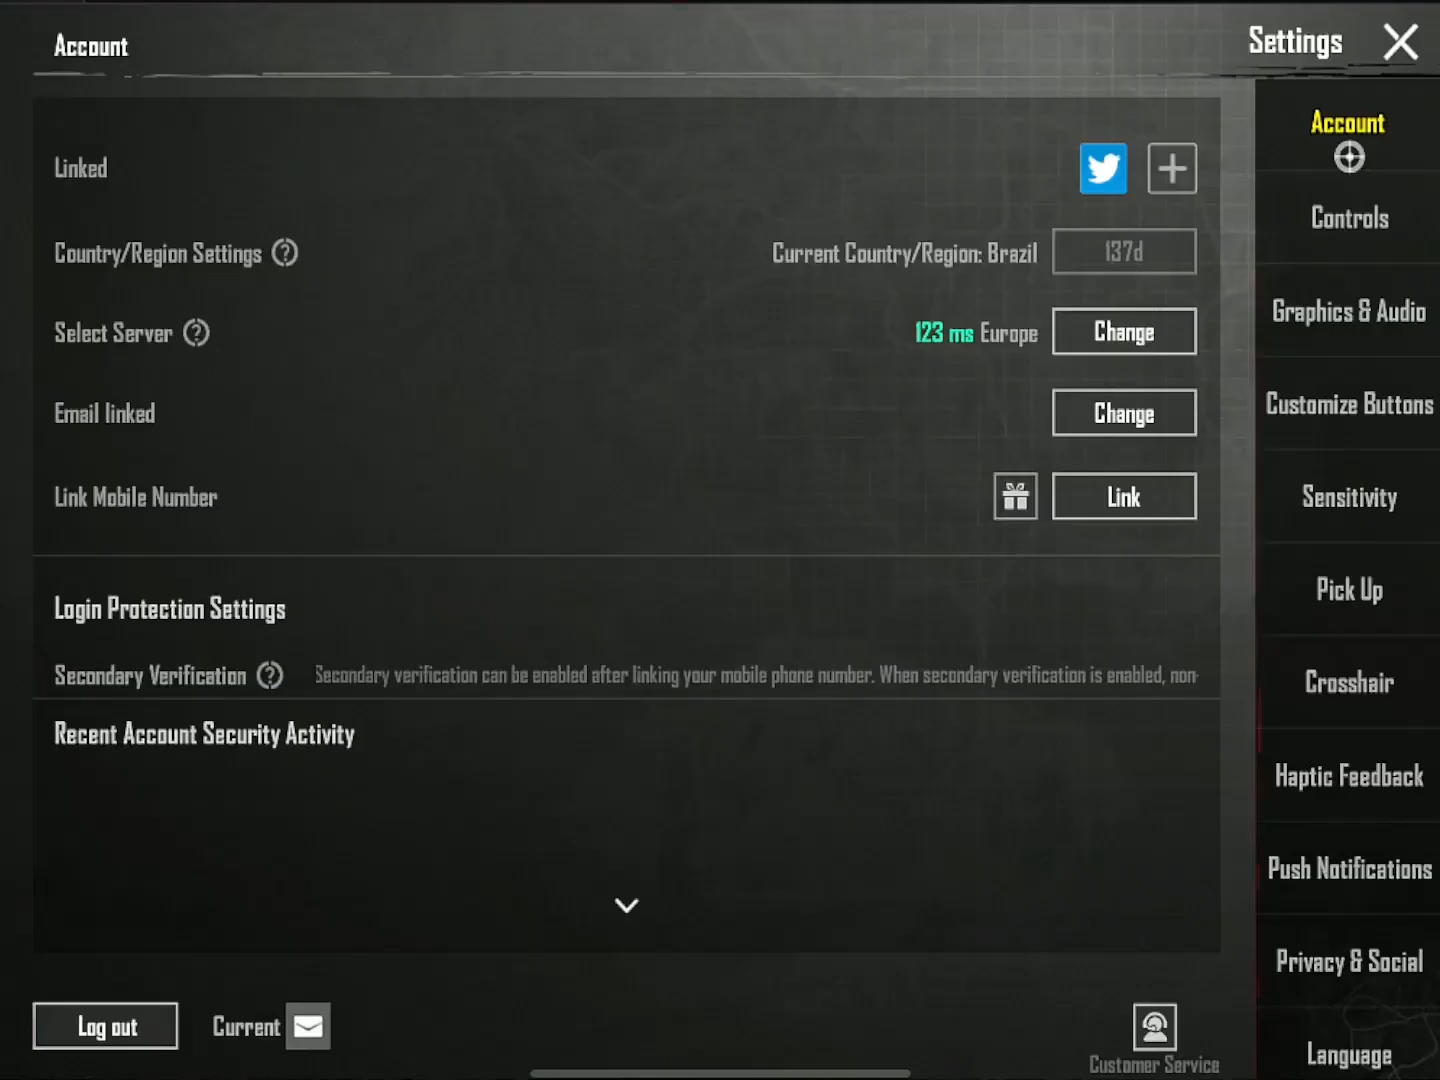 Account
Settings
Linked
Country/Region Settings
Current Country/Region: Brazil
137d
Select Server
123 ms Europe
Change
Email linked
Change
Link Mobile Number
Link
Login Protection Settings
Secondary Verification
Secondary verification can be enabled after linking your mobile phone number. When secondary verification is enabled, non-
Recent Account Security Activity
Log out
Current
Customer Service
Account
Controls
Graphics & Audio
Customize Buttons
Sensitivity
Pick Up
Crosshair
Haptic Feedback
Push Notifications
Privacy & Social
Language